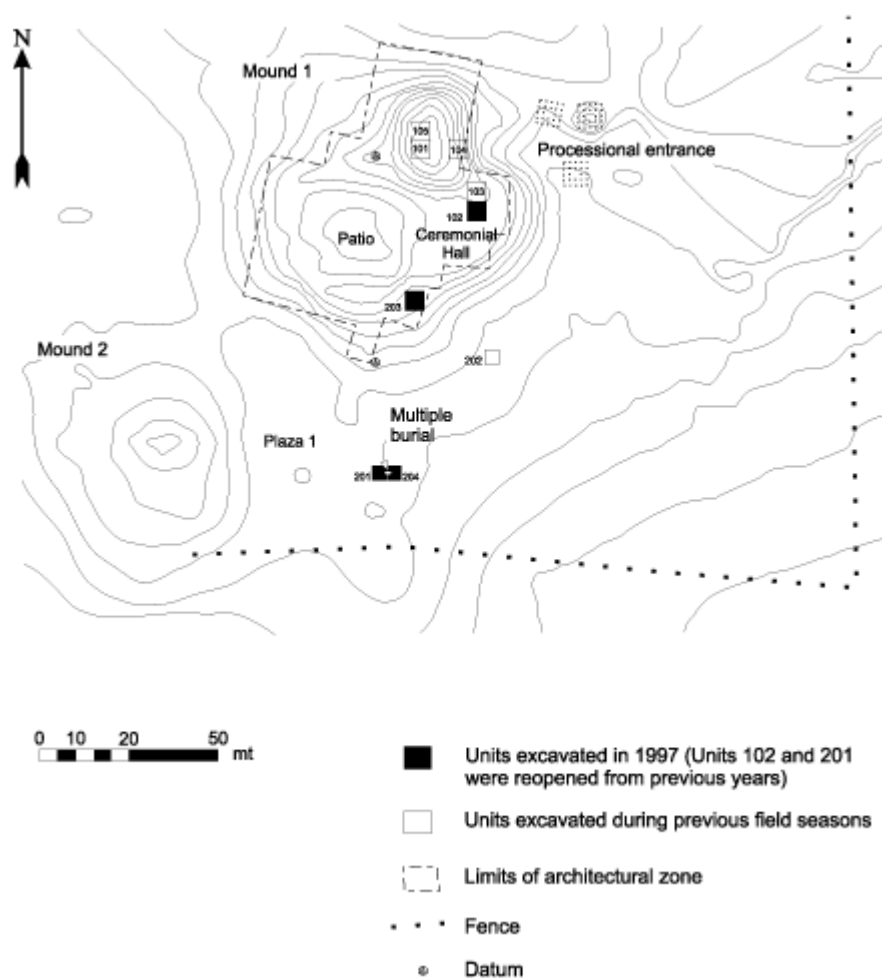 N
Mound 1
105
101
104
Processional entrance
103
102
Patio
Ceremonial
Hall
203
Mound 2
202
Multiple
burial
Plaza 1
201
204
0 10 20 50
mt
Units excavated in 1997 (Units 102 and 201
were reopened from previous years)
Units excavated during previous field seasons
Limits of architectural zone
Fence
Datum